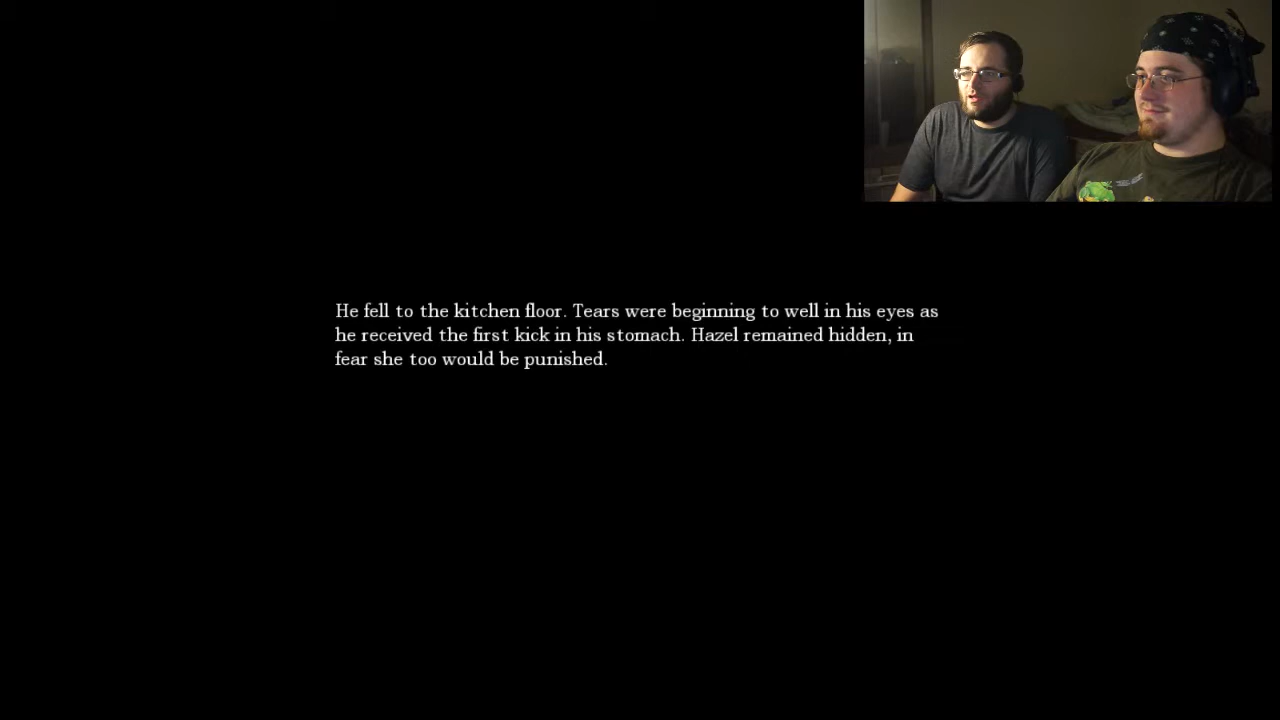 He fell to the kitchen floor. Tears were beginning to well in his eyes as
he received the first kick in his stomach. Hazel remained hidden, in
fear she too would be punished.